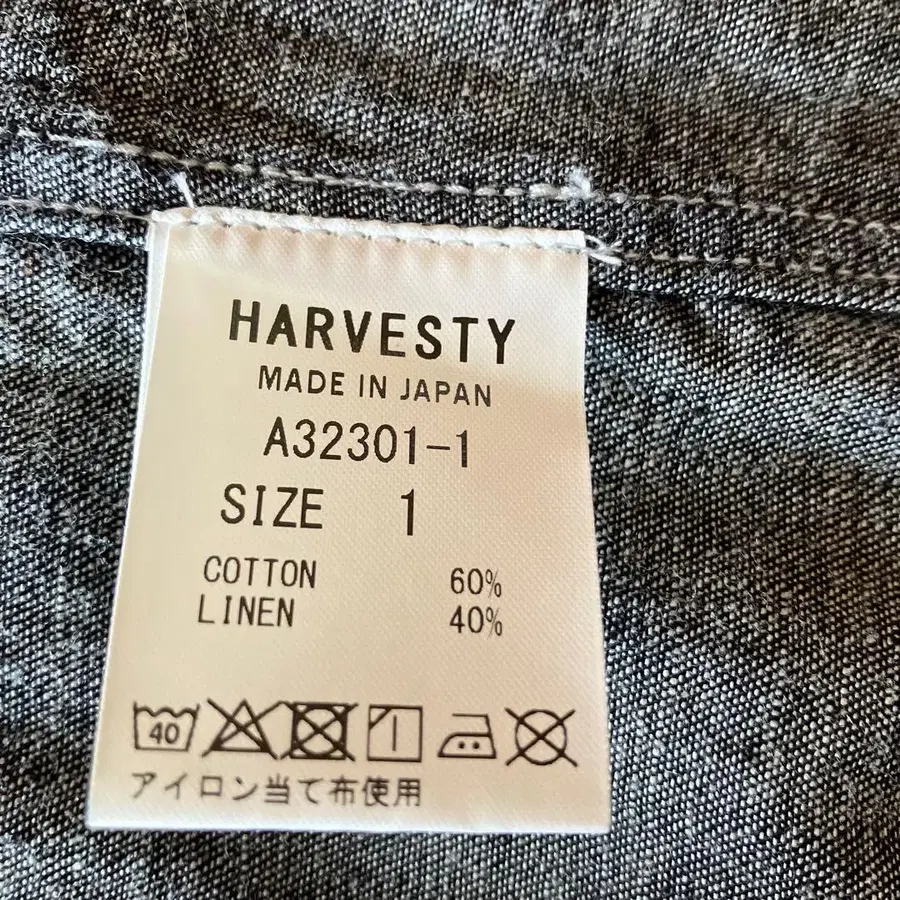 HARVESTY
MADE IN JAPAN
A32301-1
SIZE 1
COTTON 60%
LINEN 40%
40
アイロン当て布使用